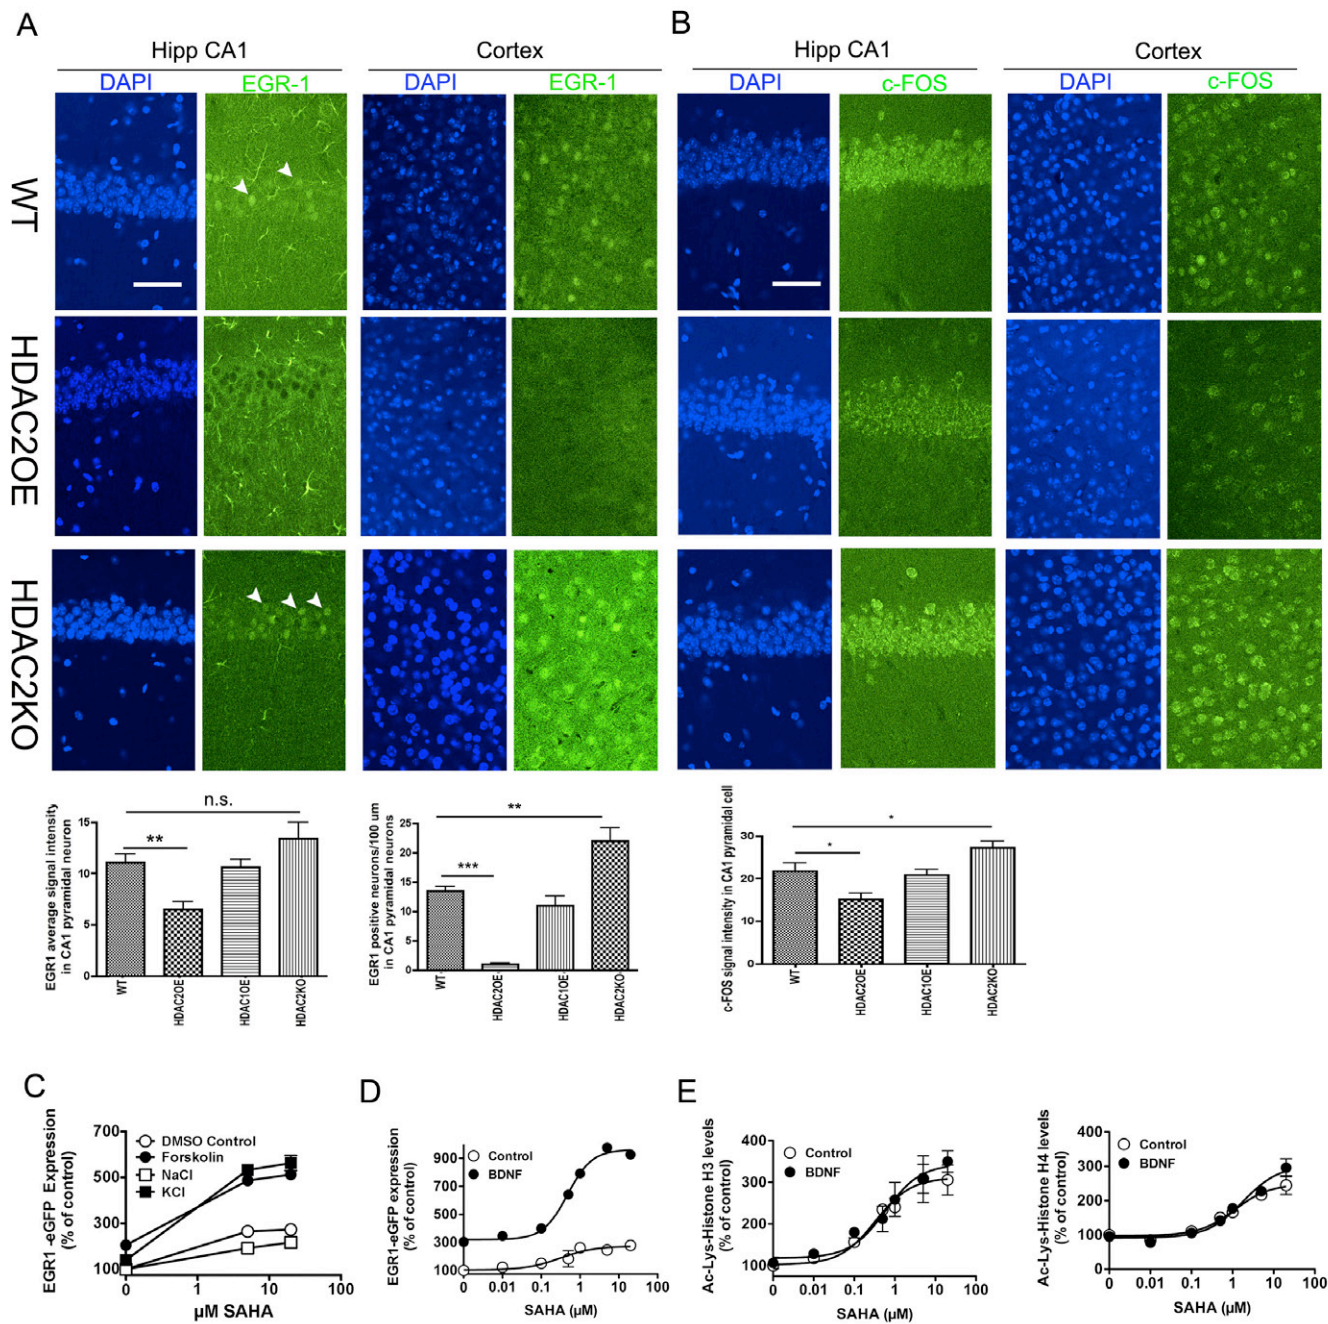 A
B
Hipp CA1
Cortex
Hipp CA1
Cortex
DAPI
EGR-1
DAPI
EGR-1
DAPI
c-FOS
DAPI
c-FOS
WT
HDAC2OE
HDAC2KO
EGR1 average signal intensity
in CA1 pyramidal neuron
15
10
5
0
n.s.
**
WT
HDAC2OE
HDAC1OE
HDAC2KO
EGR1 positive neurons/100 um
in CA1 pyramidal neurons
25
20
15
10
5
0
**
***
WT
HDAC2OE
HDAC1OE
HDAC2KO
c-FOS signal intensity in CA1 pyramidal cell
30
20
10
0
*
*
WT
HDAC2OE
HDAC1OE
HDAC2KO
C
EGR1 -eGFP Expression
(% of control)
700
500
300
100
DMSO Control
Forskolin
NaCl
KCl
0
1
10
100
µM SAHA
D
EGR1-eGFP expression
(% of control)
900
700
500
300
100
Control
BDNF
0
0.01
0.1
1
10
100
SAHA (µM)
E
Ac-Lys-Histone H3 levels
(% of control)
400
300
200
100
Control
BDNF
0
0.01
0.1
1
10
100
SAHA (µM)
Ac-Lys-Histone H4 levels
(% of control)
400
300
200
100
0
Control
BDNF
0
0.01
0.1
1
10
100
SAHA (µM)